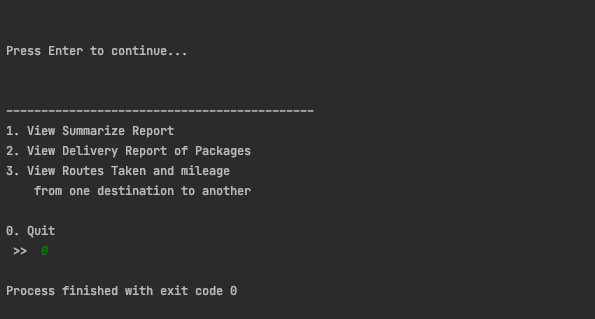 Press Enter to continue...
--------------------------------------------
1. View Summarize Report
2. View Delivery Report of Packages
3. View Routes Taken and mileage
from one destination to another
0. Quit
>> 0
Process finished with exit code 0